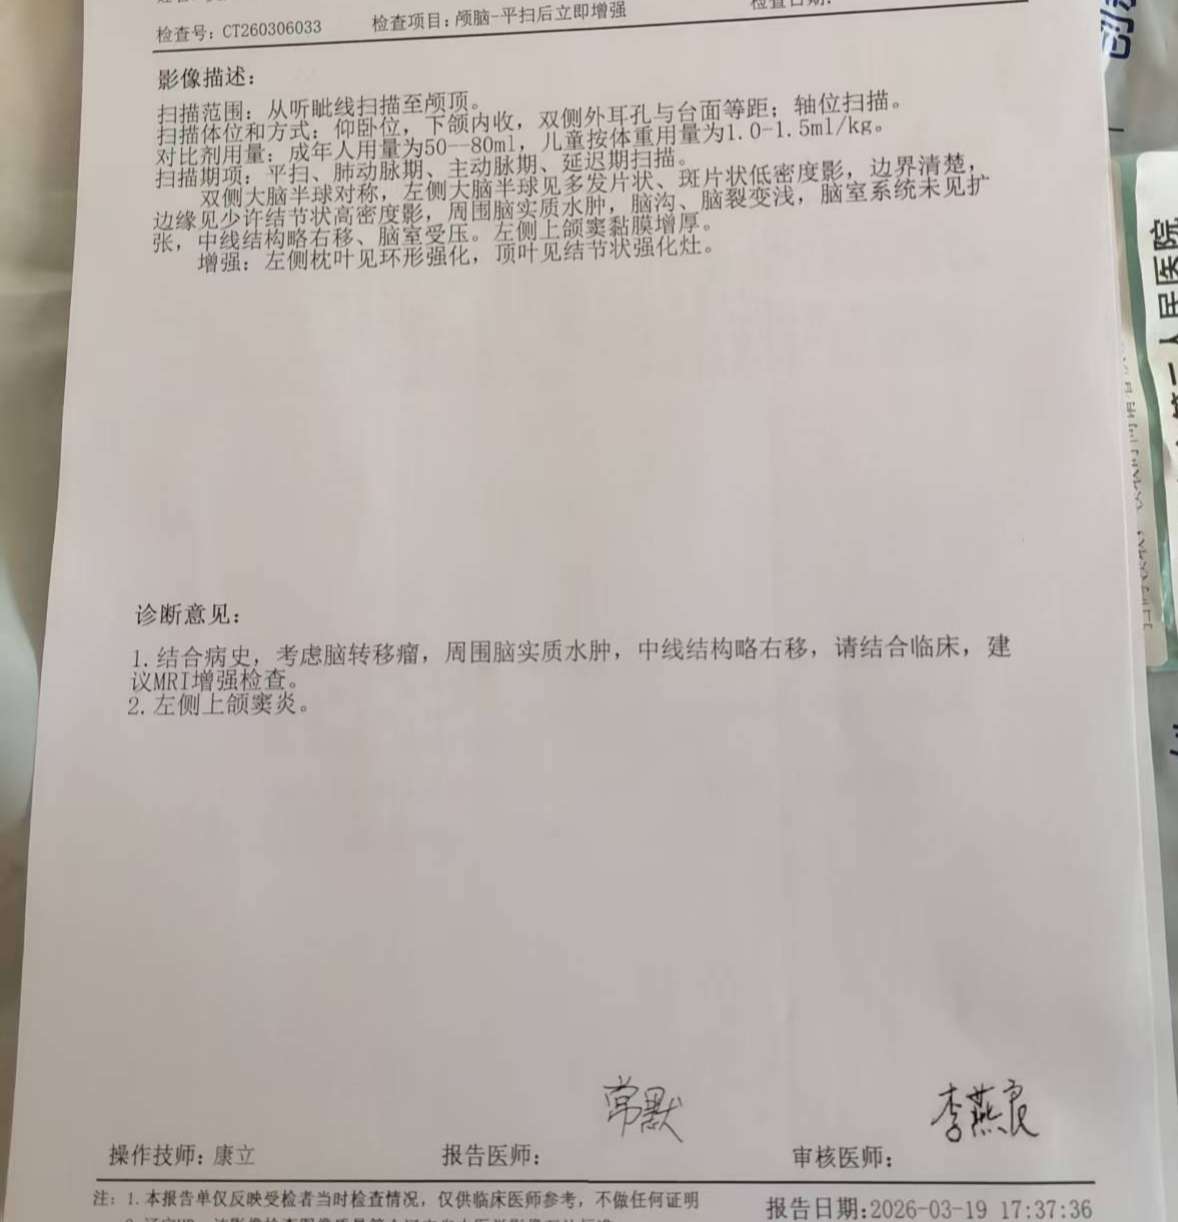 检查号: CT260306033 检查项目: 颅脑-平扫后立即增强 检查日期:
影像描述:
扫描范围: 从听眦线扫描至颅顶。
扫描体位和方式: 仰卧位, 下颌内收, 双侧外耳孔与台面等距; 轴位扫描。
对比剂用量: 成年人用量为50--80ml, 儿童按体重用量为1.0-1.5ml/kg。
扫描期项: 平扫、肺动脉期、主动脉期、延迟期扫描。
双侧大脑半球对称, 左侧大脑半球见多发片状、斑片状低密度影, 边界清楚,
边缘见少许结节状高密度影, 周围脑实质水肿, 脑沟、脑裂变浅, 脑室系统未见扩
张, 中线结构略右移、脑室受压。左侧上颌窦黏膜增厚。
增强: 左侧枕叶见环形强化, 顶叶见结节状强化灶。
诊断意见:
1. 结合病史, 考虑脑转移瘤, 周围脑实质水肿, 中线结构略右移, 请结合临床, 建
议MRI增强检查。
2. 左侧上颌窦炎。
常默 李燕良
操作技师: 康立 报告医师: 审核医师:
注: 1. 本报告单仅反映受检者当时检查情况, 仅供临床医师参考, 不做任何证明
报告日期:2026-03-19 17:37:36
人民医院